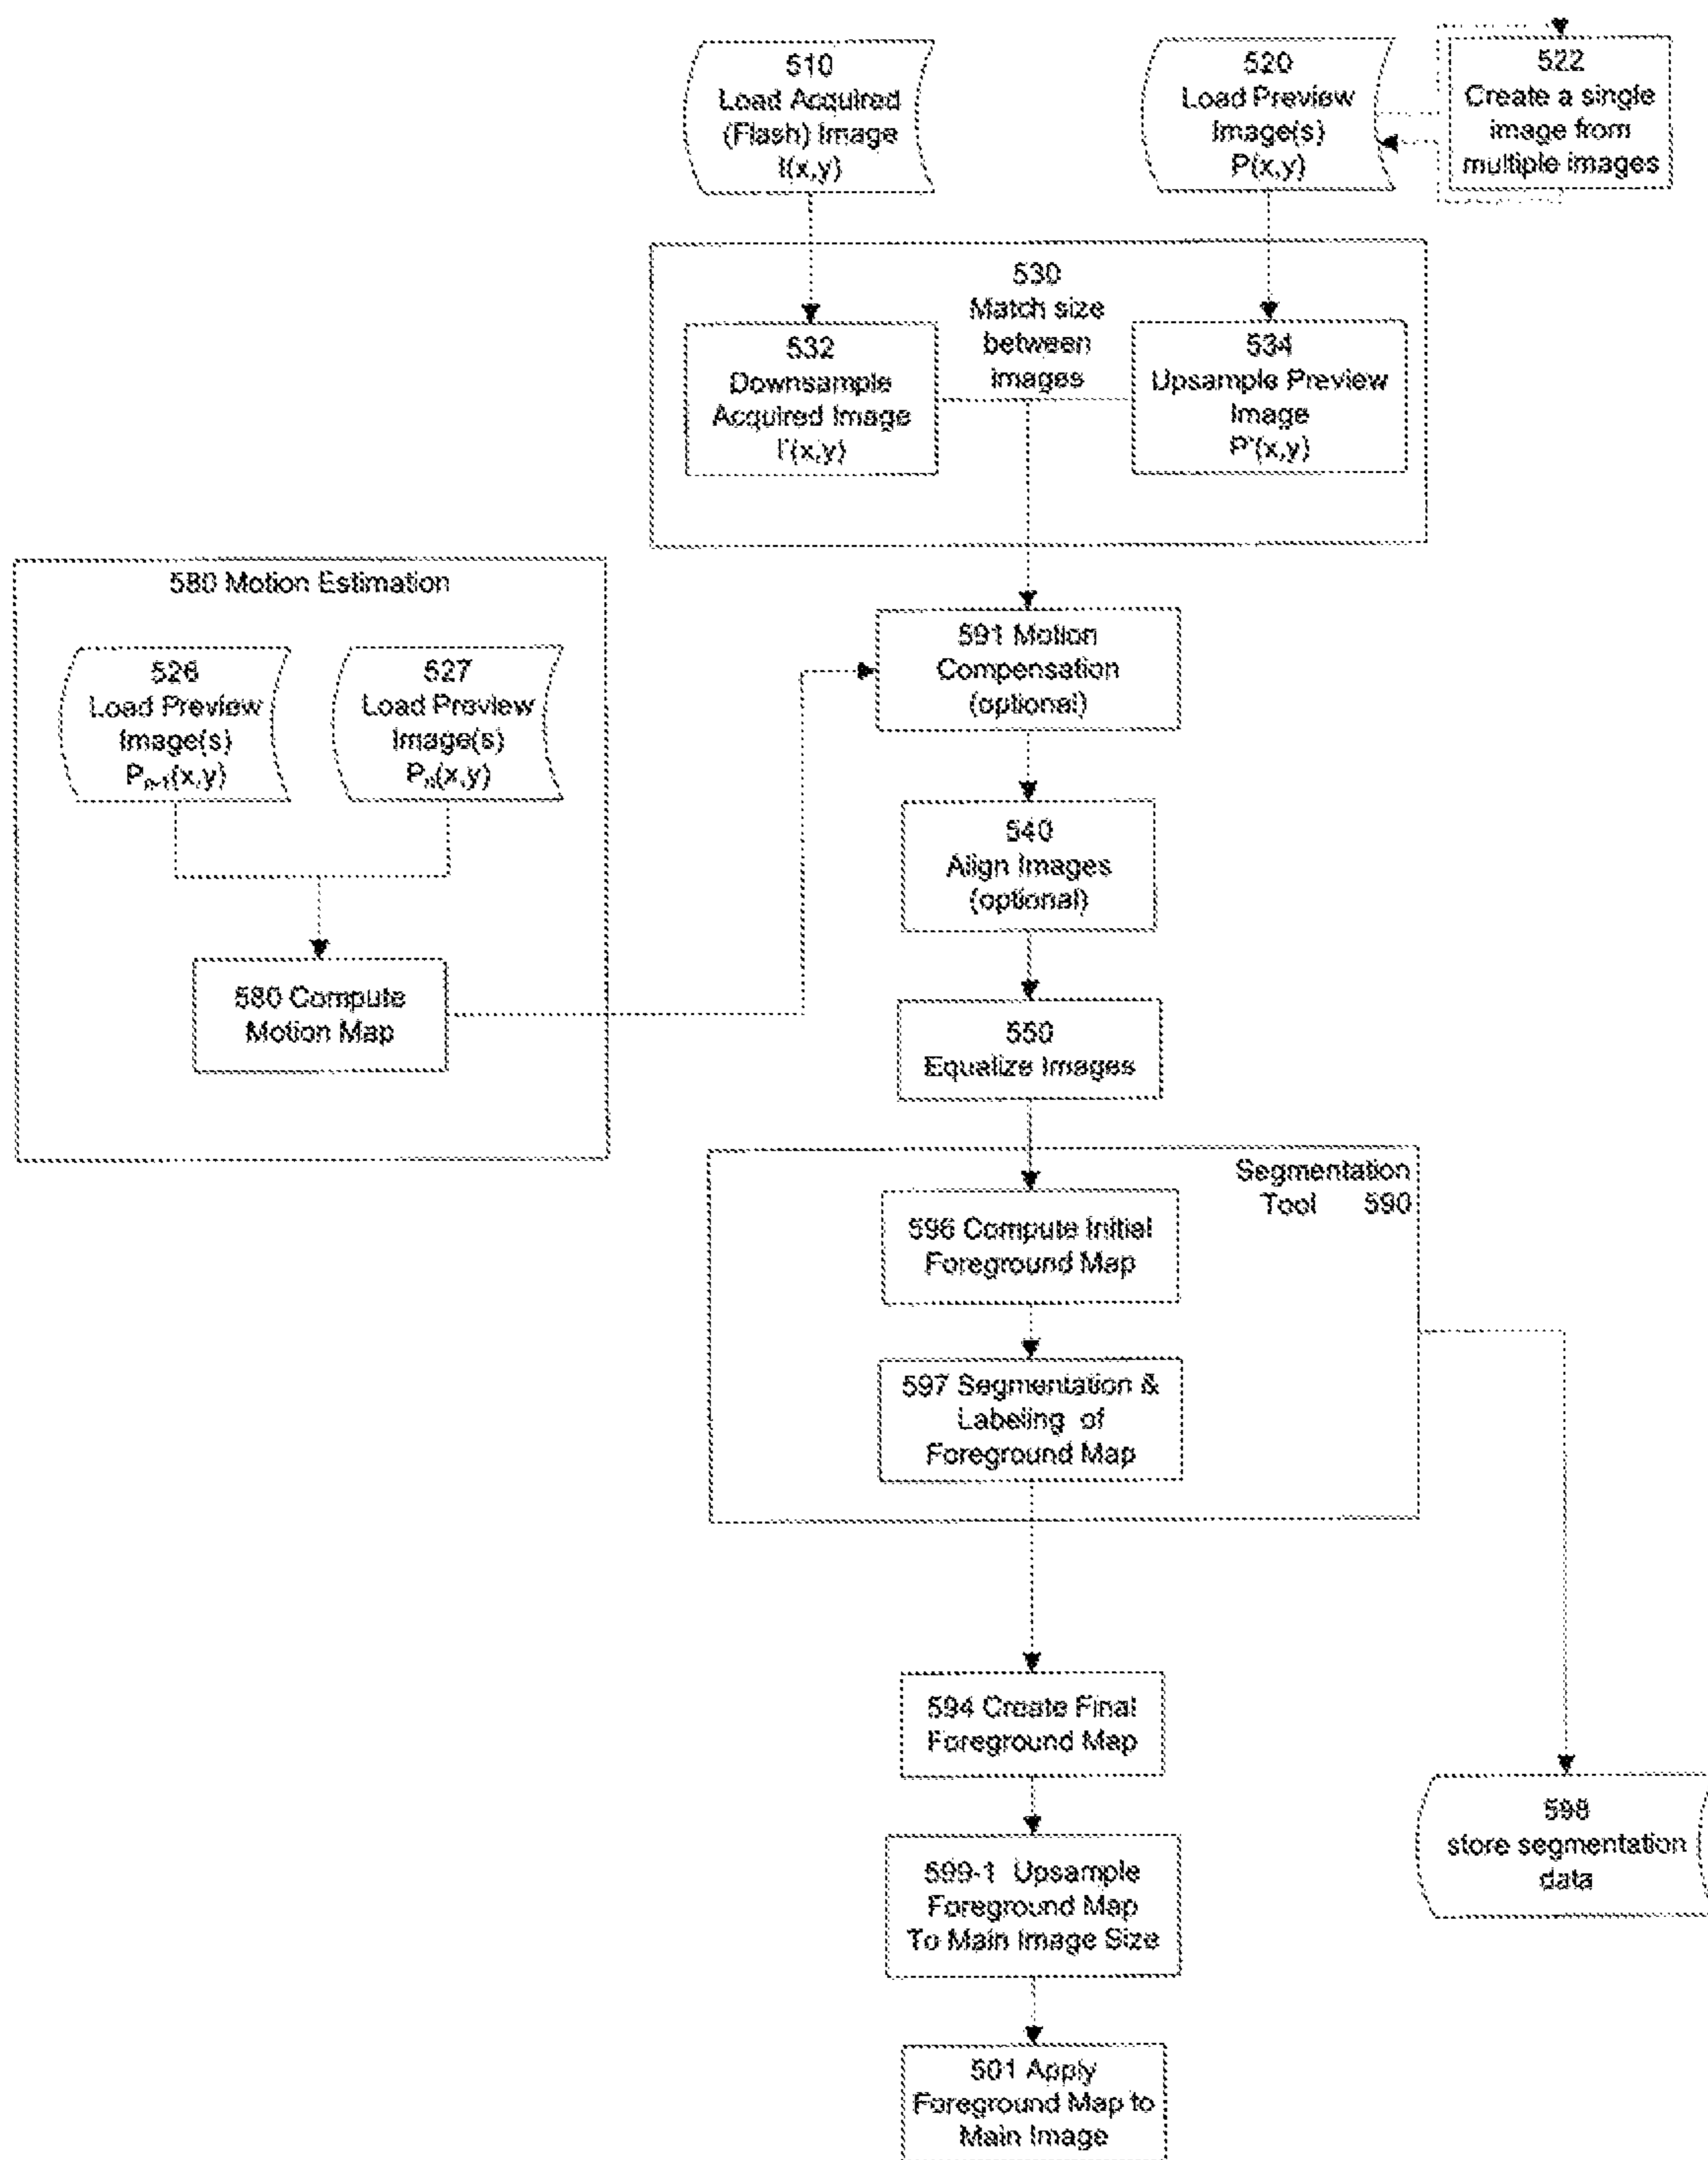 510
Load Acquired
(Flash) Image
I(x,y)
520
Load Preview
Image(s)
P(x,y)
522
Create a single
image from
multiple images
530
Match size
between
images
532
Downsample
Acquired Image
I'(x,y)
534
Upsample Preview
Image
P'(x,y)
580 Motion Estimation
526
Load Preview
Image(s)
Pn-1(x,y)
527
Load Preview
Image(s)
Pn(x,y)
580 Compute
Motion Map
591 Motion
Compensation
(optional)
540
Align Images
(optional)
550
Equalize Images
Segmentation
Tool 590
596 Compute Initial
Foreground Map
597 Segmentation &
Labeling of
Foreground Map
594 Create Final
Foreground Map
598
store segmentation
data
599-1 Upsample
Foreground Map
To Main Image Size
501 Apply
Foreground Map to
Main Image